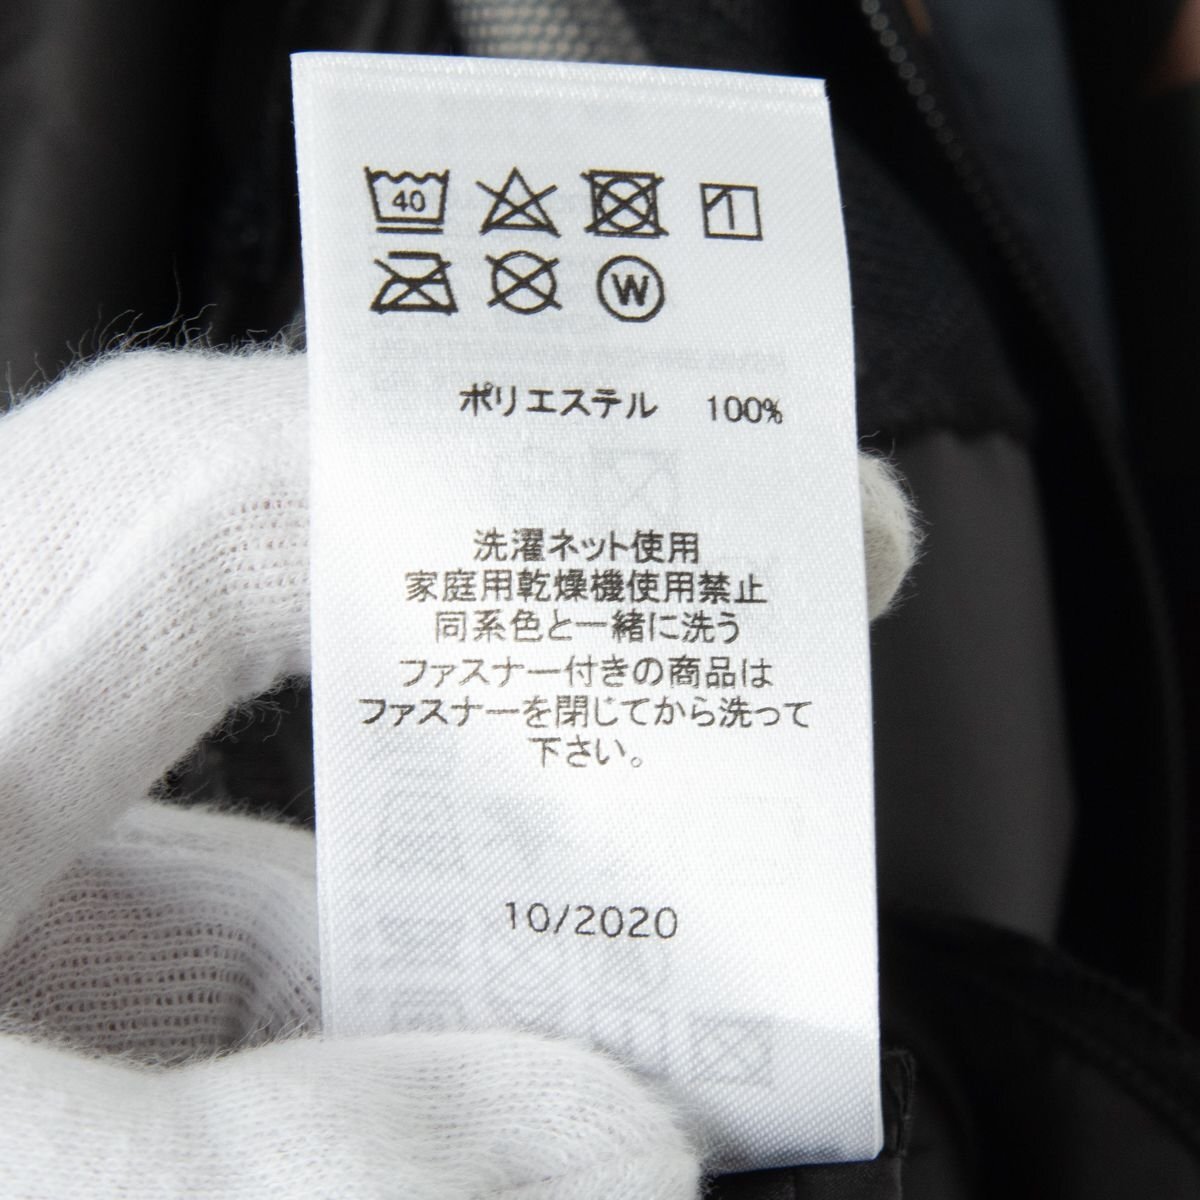 40
W
ポリエステル 100%
洗濯ネット使用
家庭用乾燥機使用禁止
同系色と一緒に洗う
ファスナー付きの商品は
ファスナーを閉じてから洗って
下さい。
10/2020